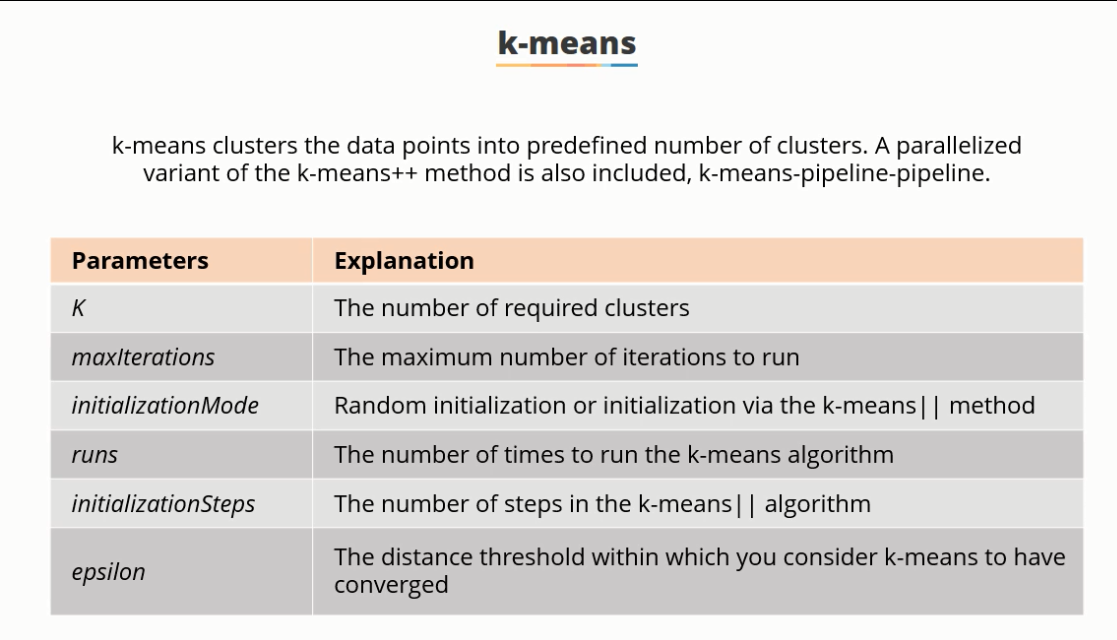 k-means
k-means clusters the data points into predefined number of clusters. A parallelized
variant of the k-means++ method is also included, k-means-pipeline-pipeline.
Parameters Explanation
K The number of required clusters
maxIterations The maximum number of iterations to run
initializationMode Random initialization or initialization via the k-means|| method
runs The number of times to run the k-means algorithm
initializationSteps The number of steps in the k-means|| algorithm
epsilon The distance threshold within which you consider k-means to have
converged